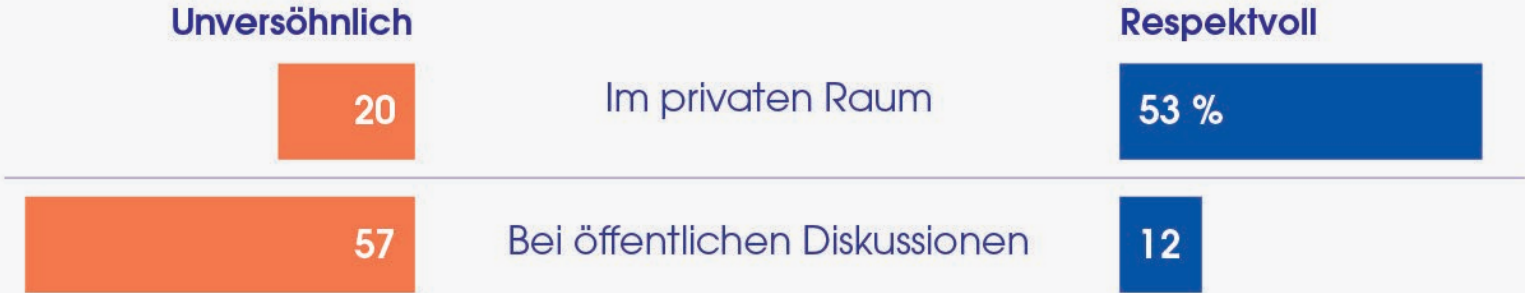 Unversöhnlich
Respektvoll
20
Im privaten Raum
53 %
57
Bei öffentlichen Diskussionen
12